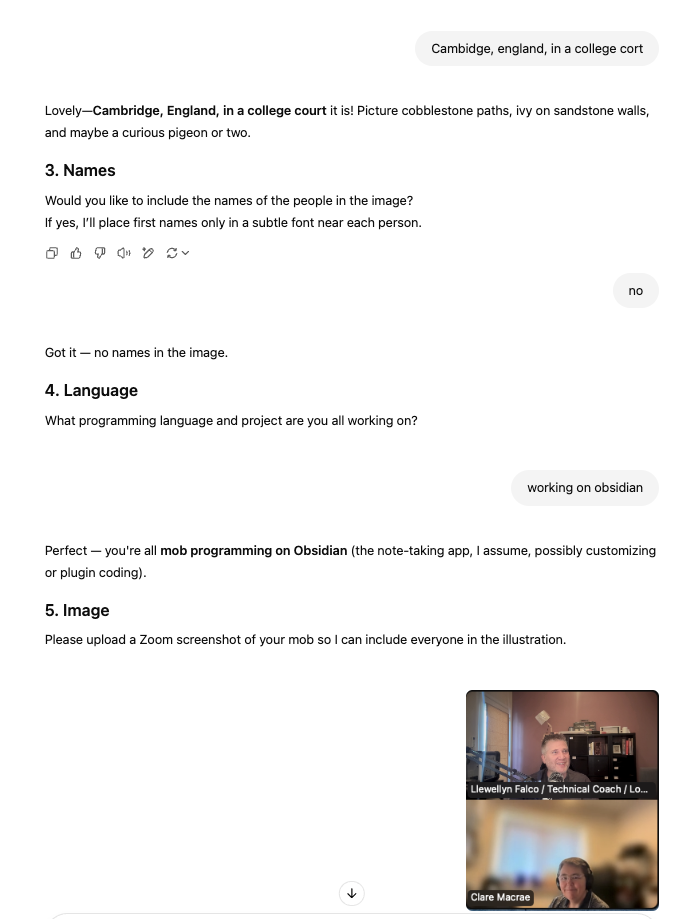 Cambidge, england, in a college cort
Lovely—Cambridge, England, in a college court it is! Picture cobblestone paths, ivy on sandstone walls,
and maybe a curious pigeon or two.
3. Names
Would you like to include the names of the people in the image?
If yes, I'll place first names only in a subtle font near each person.
no
Got it — no names in the image.
4. Language
What programming language and project are you all working on?
working on obsidian
Perfect — you're all mob programming on Obsidian (the note-taking app, I assume, possibly customizing
or plugin coding).
5. Image
Please upload a Zoom screenshot of your mob so I can include everyone in the illustration.
Llewellyn Falco / Technical Coach / Lo...
Clare Macrae